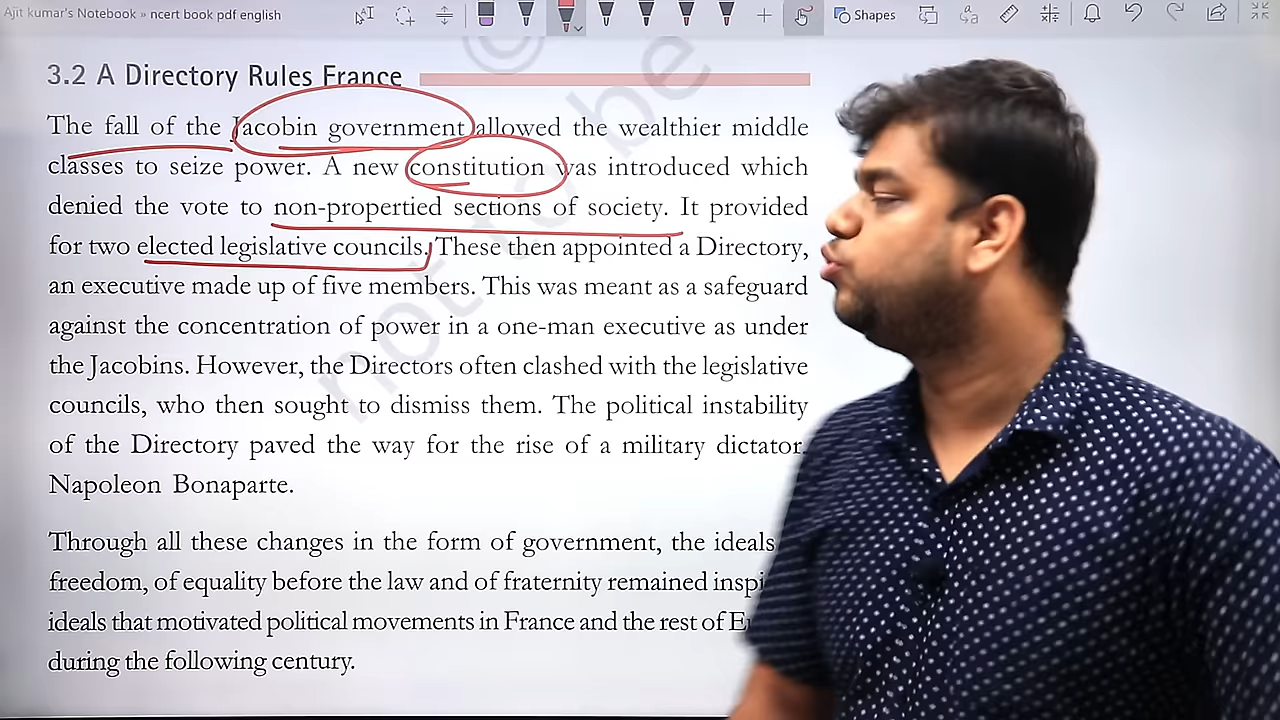 Ajit kumar's Notebook » ncert book pdf english
Shapes
3.2 A Directory Rules France
The fall of the Jacobin government allowed the wealthier middle
classes to seize power. A new constitution was introduced which
denied the vote to non-propertied sections of society. It provided
for two elected legislative councils. These then appointed a Directory,
an executive made up of five members. This was meant as a safeguard
against the concentration of power in a one-man executive as under
the Jacobins. However, the Directors often clashed with the legislative
councils, who then sought to dismiss them. The political instability
of the Directory paved the way for the rise of a military dictator,
Napoleon Bonaparte.
Through all these changes in the form of government, the ideals
freedom, of equality before the law and of fraternity remained
ideals that motivated political movements in France and the rest of
during the following century.
© not to be